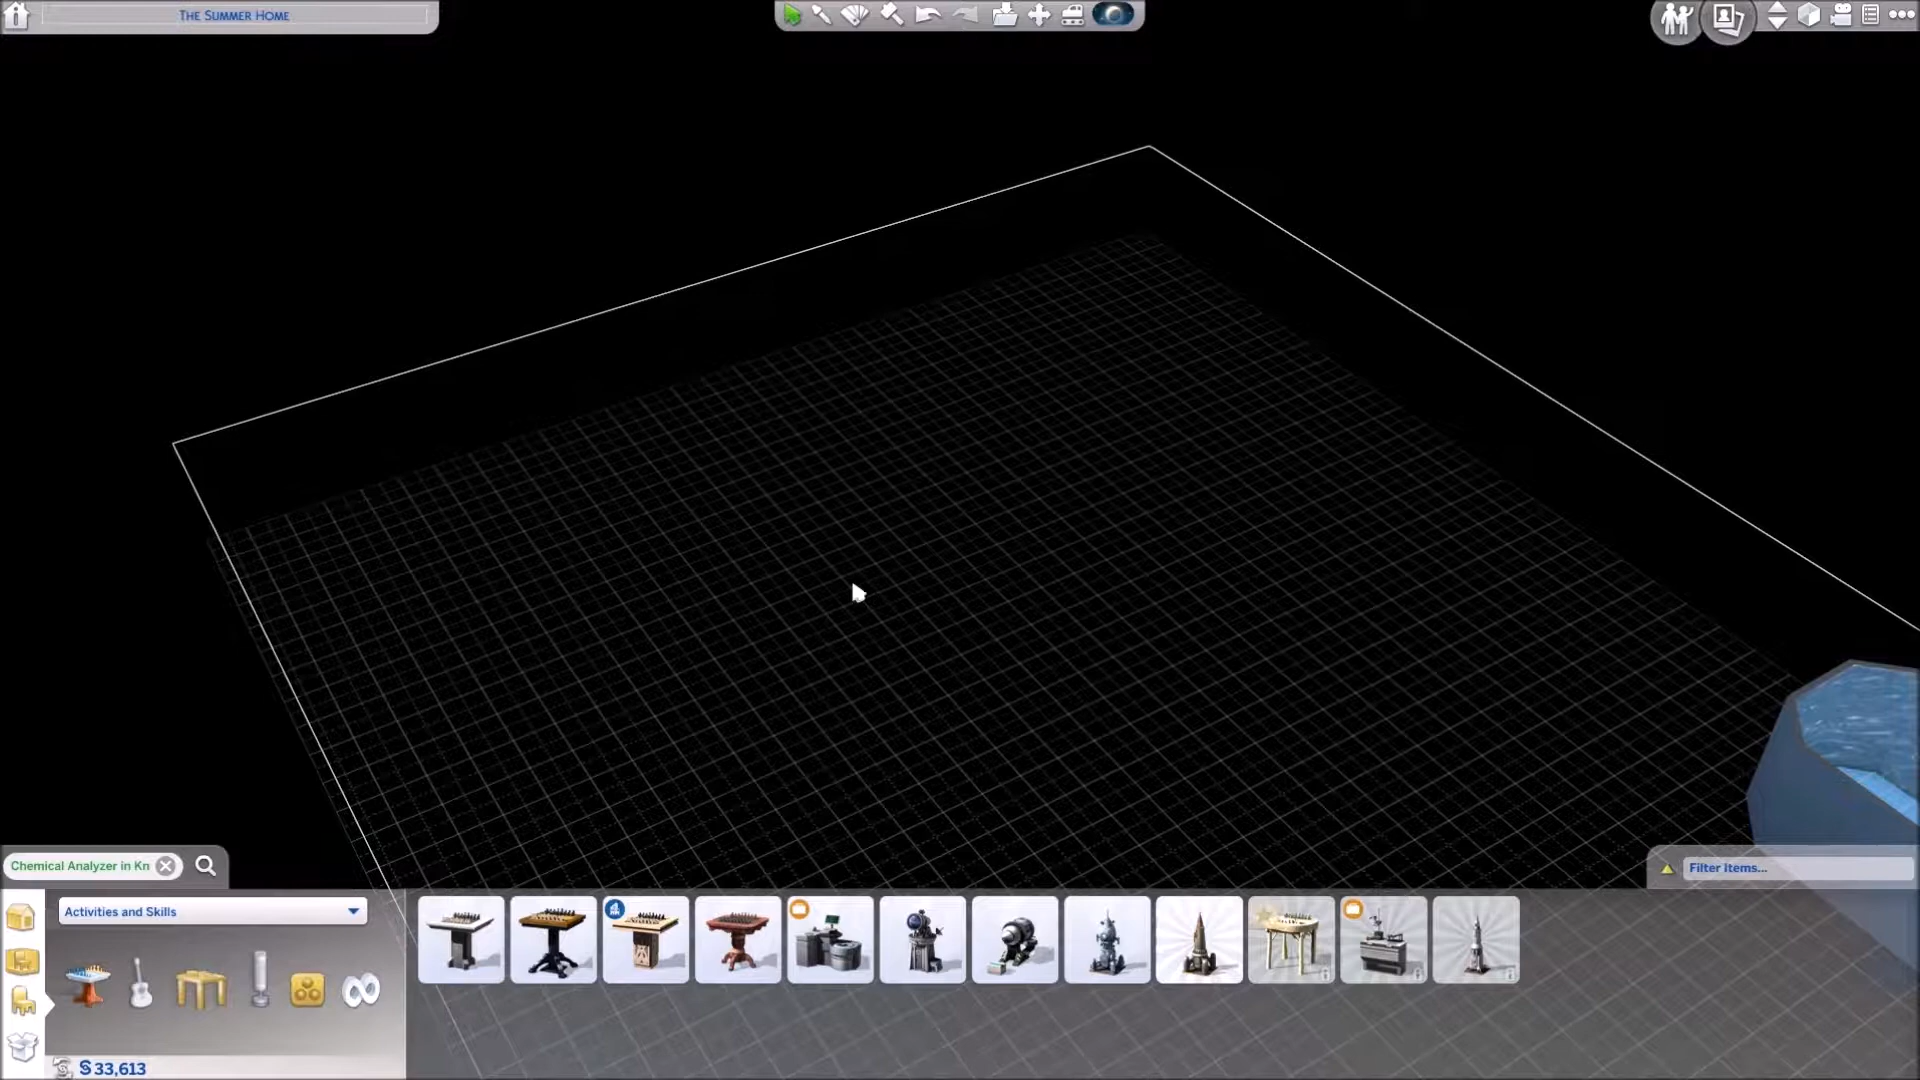 The Summer Home
Chemical Analyzer in Kn
Filter Items...
Activities and Skills
§33,613